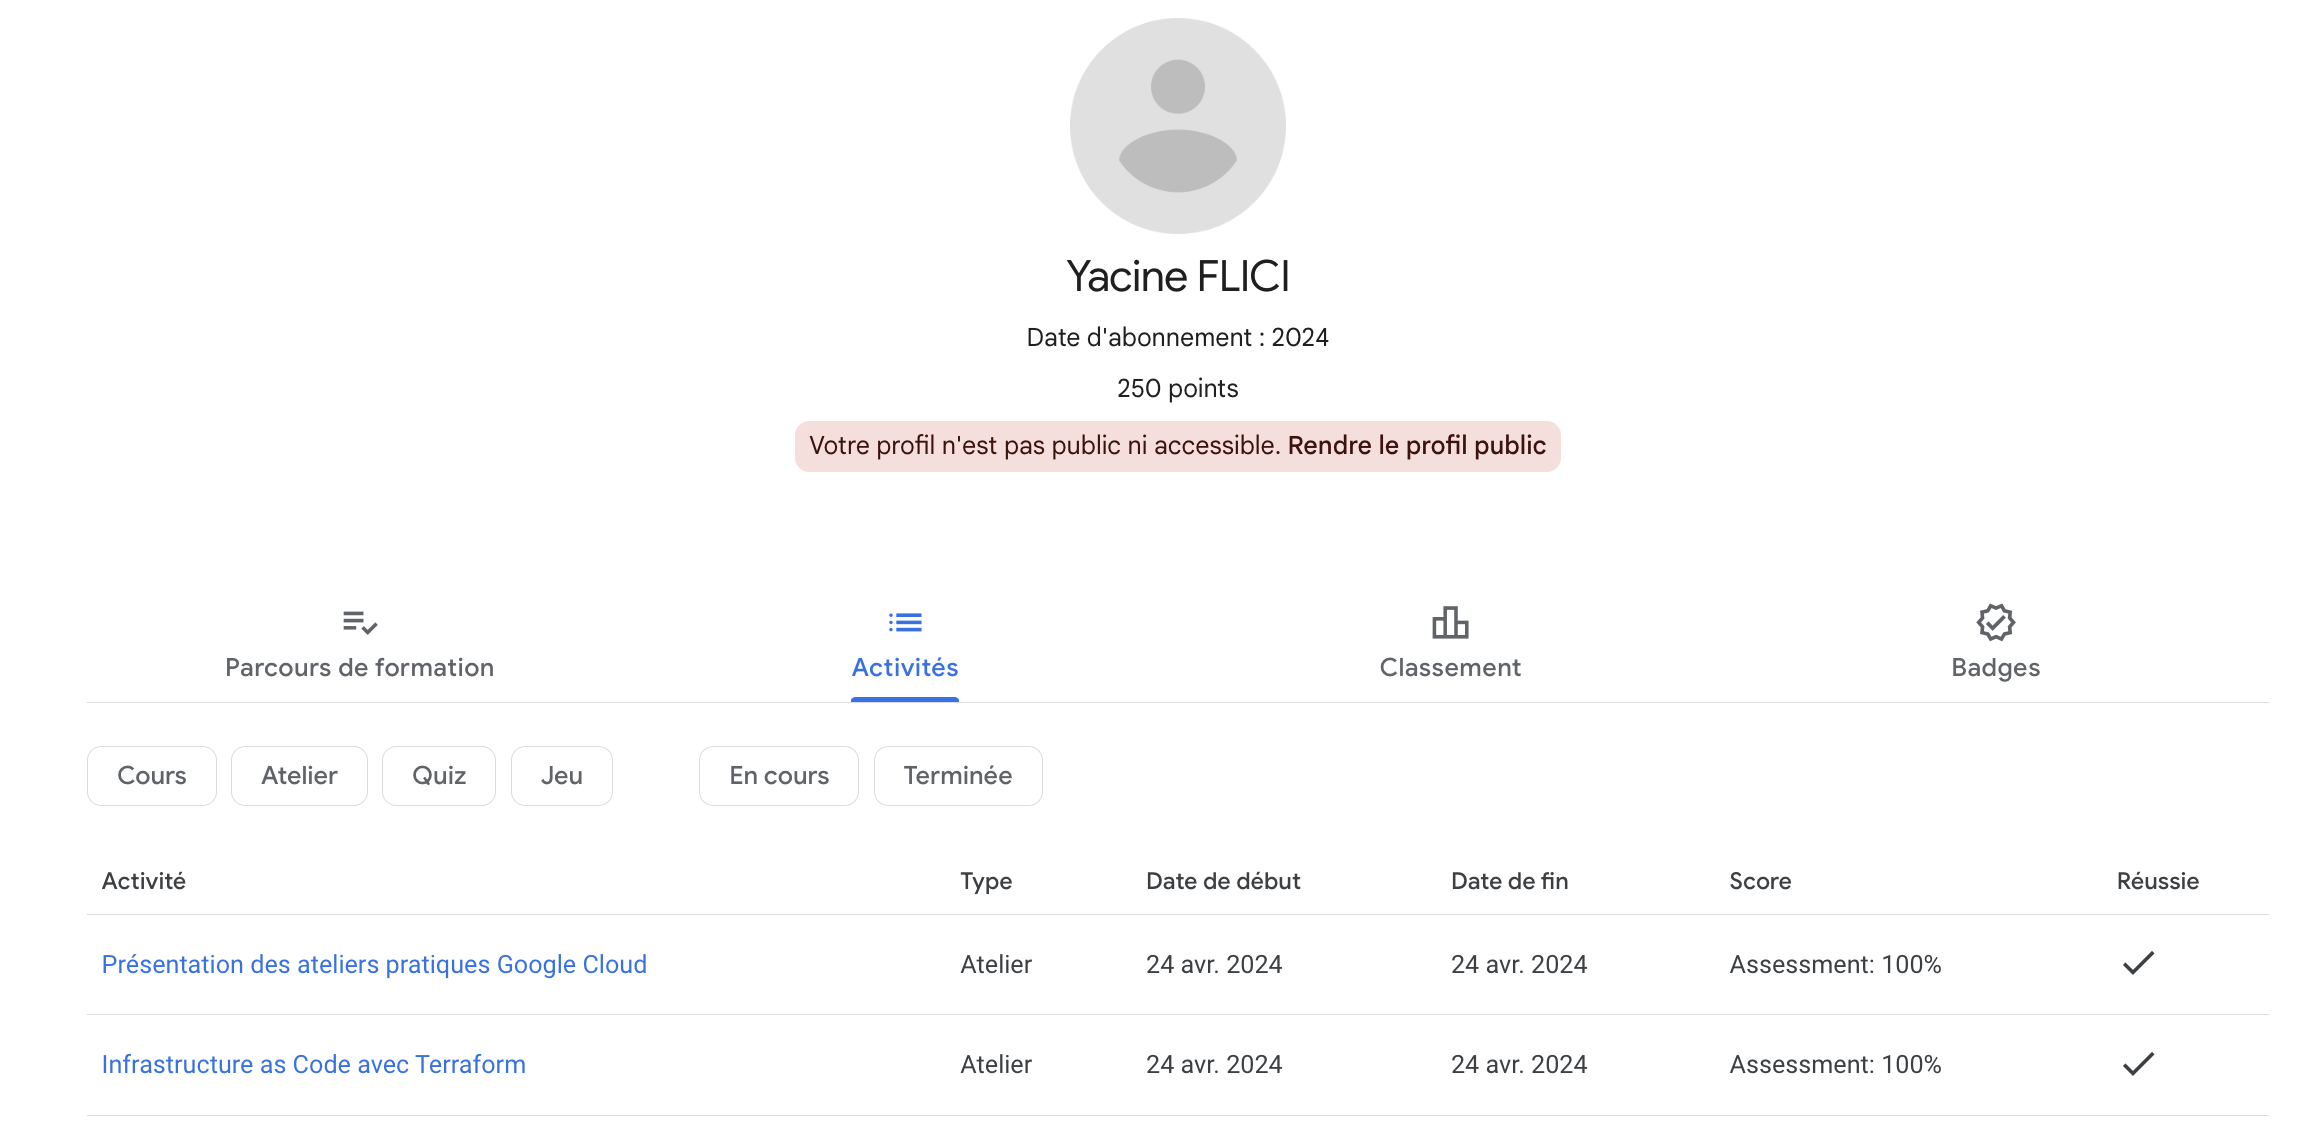 Yacine FLICI
Date d'abonnement : 2024
250 points
Votre profil n'est pas public ni accessible. Rendre le profil public
Parcours de formation Activités Classement Badges
Cours Atelier Quiz Jeu En cours Terminée
Activité Type Date de début Date de fin Score Réussie
Présentation des ateliers pratiques Google Cloud Atelier 24 avr. 2024 24 avr. 2024 Assessment: 100%
Infrastructure as Code avec Terraform Atelier 24 avr. 2024 24 avr. 2024 Assessment: 100%